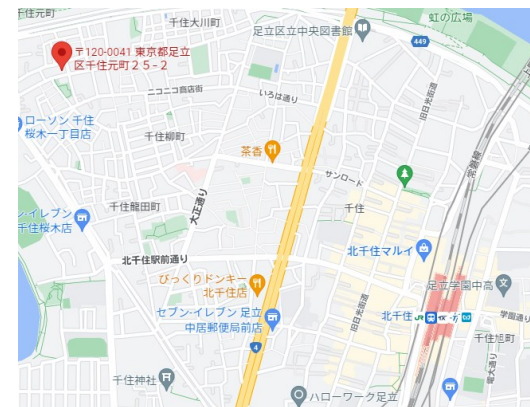 千住元町
千住大川町
虹の広場
足立区立中央図書館
449
〒120-0041 東京都足立
区千住元町25-2
ニコニコ商店街
いろは通り
旧日光街道
ローソン 千住
桜木一丁目店
千住柳町
茶香
常磐線
サンロード
大正通り
千住龍田町
千住
ン-イレブン
千住桜木店
北千住駅前通り
北千住マルイ
びっくりドンキー
北千住店
足立学園中高
セブン-イレブン 足立
中居郵便局前店
旧日光街道
北千住
学園通り
4
千住旭町
千住神社
電大通り
ハローワーク足立